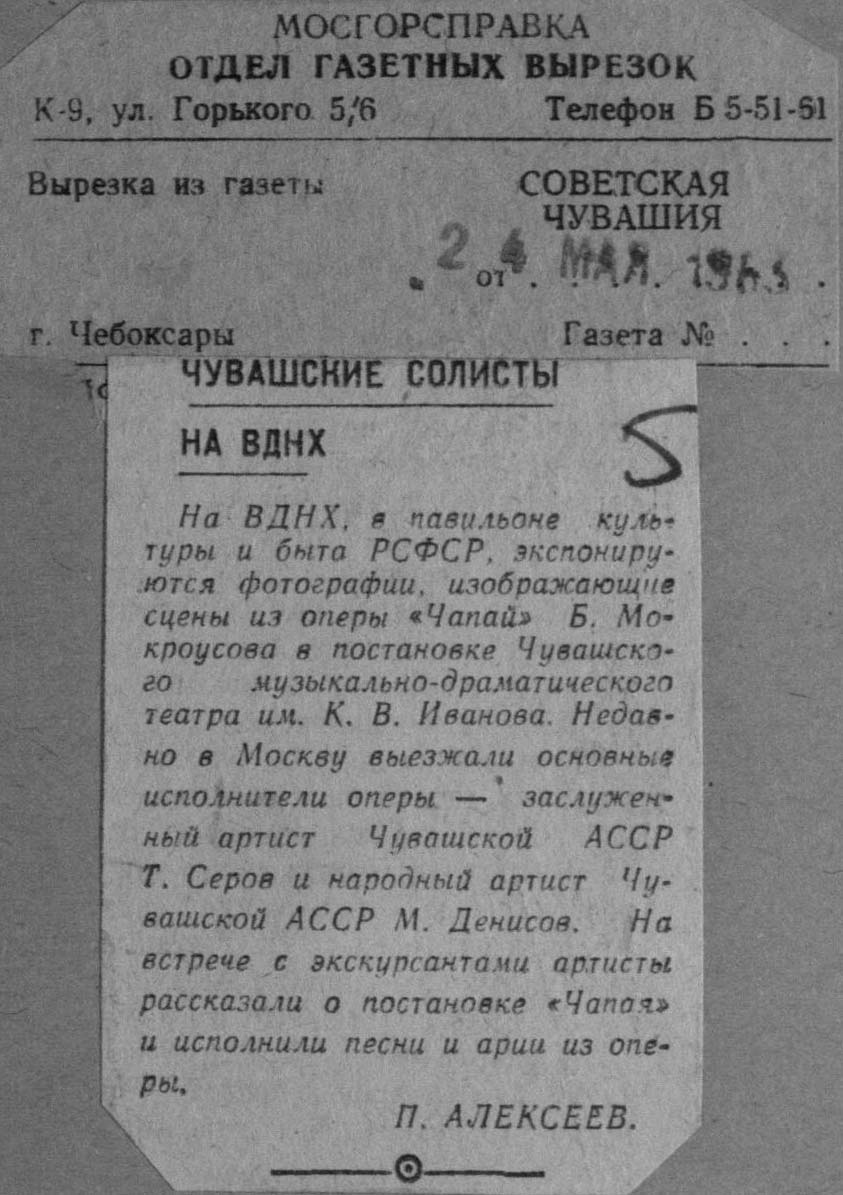 МОСГОРСПРАВКА
ОТДЕЛ ГАЗЕТНЫХ ВЫРЕЗОК
К-9, ул. Горького 5/6 Телефон Б 5-51-61
Вырезка из газеты СОВЕТСКАЯ
ЧУВАШИЯ
24 МАЯ 1963
. от . . . . . .
г. Чебоксары Газета № . . .
ЧУВАШСКИЕ СОЛИСТЫ
НА ВДНХ
5
На ВДНХ, в павильоне куль-
туры и быта РСФСР, экспониру-
ются фотографии, изображающие
сцены из оперы «Чапай» Б. Мо-
кроусова в постановке Чувашско-
го музыкально-драматического
театра им. К. В. Иванова. Недав-
но в Москву выезжали основные
исполнители оперы — заслужен-
ный артист Чувашской АССР
Т. Серов и народный артист Чу-
вашской АССР М. Денисов. На
встрече с экскурсантами артисты
рассказали о постановке «Чапая»
и исполнили песни и арии из опе-
ры.
П. АЛЕКСЕЕВ.